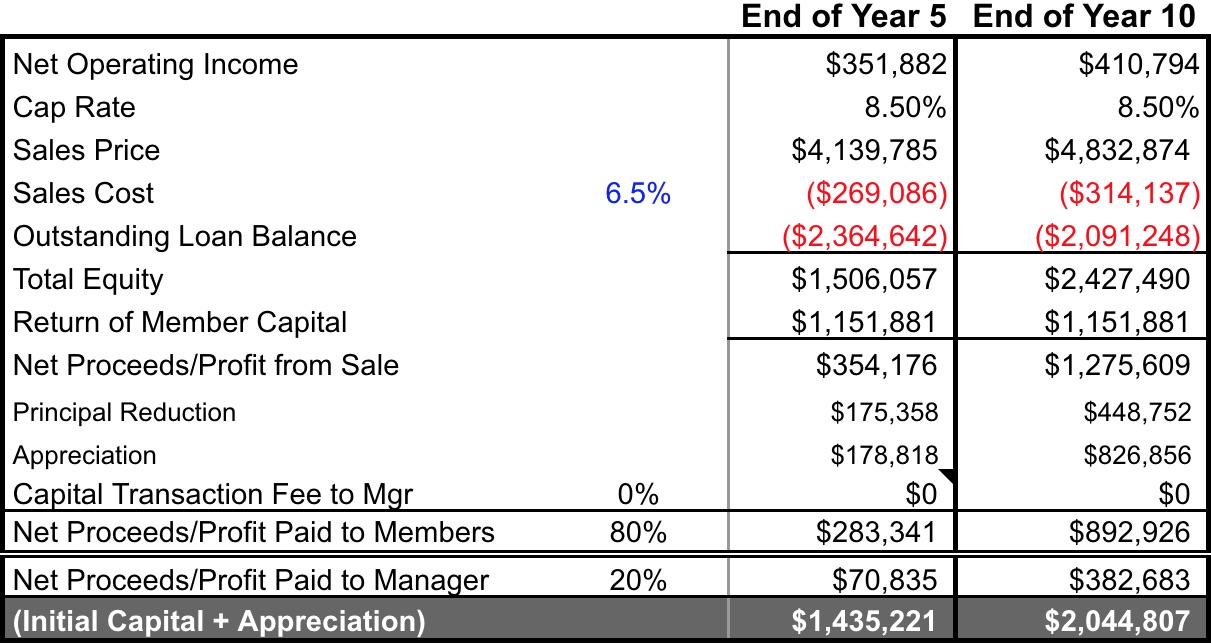 End of Year 5 End of Year 10
Net Operating Income $351,882 $410,794
Cap Rate 8.50% 8.50%
Sales Price $4,139,785 $4,832,874
Sales Cost 6.5% ($269,086) ($314,137)
Outstanding Loan Balance ($2,364,642) ($2,091,248)
Total Equity $1,506,057 $2,427,490
Return of Member Capital $1,151,881 $1,151,881
Net Proceeds/Profit from Sale $354,176 $1,275,609
Principal Reduction $175,358 $448,752
Appreciation $178,818 $826,856
Capital Transaction Fee to Mgr 0% $0 $0
Net Proceeds/Profit Paid to Members 80% $283,341 $892,926
Net Proceeds/Profit Paid to Manager 20% $70,835 $382,683
(Initial Capital + Appreciation) $1,435,221 $2,044,807